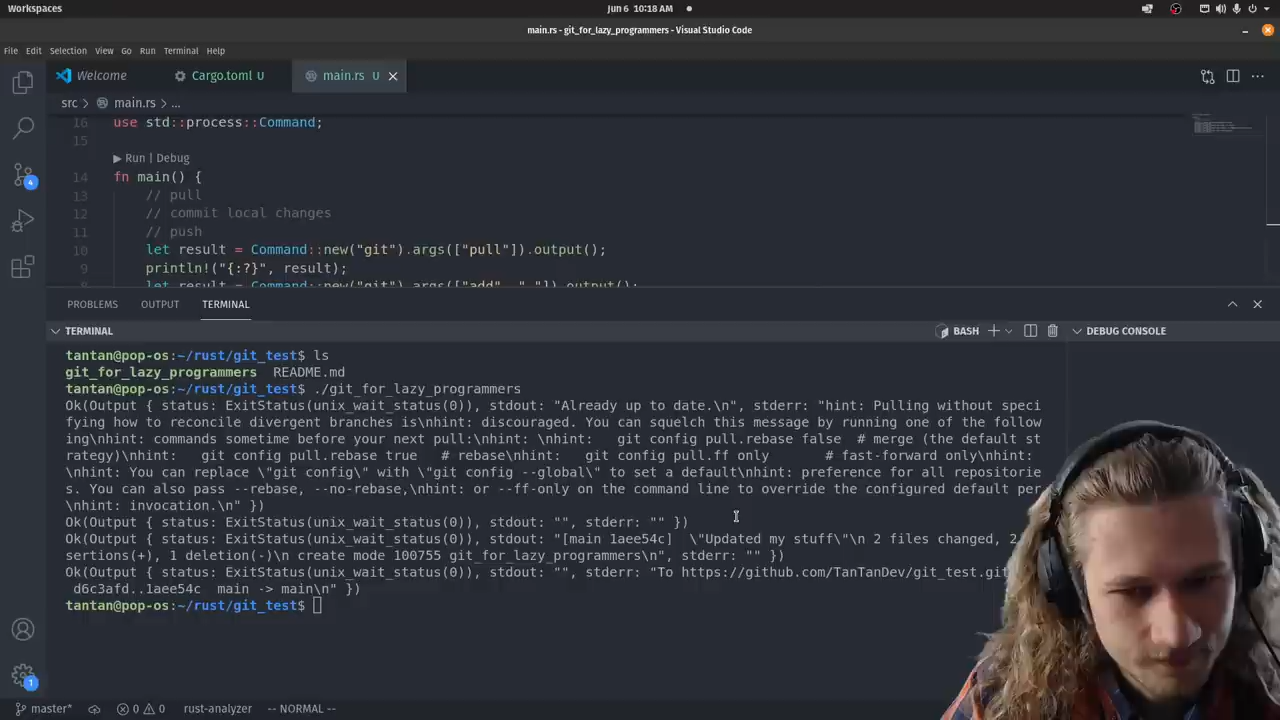 Workspaces
Jun 6 10:18 AM
main.rs - git_for_lazy_programmers - Visual Studio Code
File Edit Selection View Go Run Terminal Help
Welcome
Cargo.toml U
main.rs U
src > main.rs > ...
16 use std::process::Command;
15
Run | Debug
14 fn main() {
13 // pull
12 // commit local changes
11 // push
10 let result = Command::new("git").args(["pull"]).output();
9 println!("{:?}", result);
8 let result = Command::new("git").args(["add", "."]).output();
4
PROBLEMS OUTPUT TERMINAL
TERMINAL
BASH
DEBUG CONSOLE
tantan@pop-os:~/rust/git_test$ ls
git_for_lazy_programmers README.md
tantan@pop-os:~/rust/git_test$ ./git_for_lazy_programmers
Ok(Output { status: ExitStatus(unix_wait_status(0)), stdout: "Already up to date.\n", stderr: "hint: Pulling without speci
fying how to reconcile divergent branches is\nhint: discouraged. You can squelch this message by running one of the follow
ing\nhint: commands sometime before your next pull:\nhint: \nhint:   git config pull.rebase false  # merge (the default st
rategy)\nhint:   git config pull.rebase true   # rebase\nhint:   git config pull.ff only       # fast-forward only\nhint:
\nhint: You can replace \"git config\" with \"git config --global\" to set a default\nhint: preference for all repositorie
s. You can also pass --rebase, --no-rebase,\nhint: or --ff-only on the command line to override the configured default per
\nhint: invocation.\n" })
Ok(Output { status: ExitStatus(unix_wait_status(0)), stdout: "", stderr: "" })
Ok(Output { status: ExitStatus(unix_wait_status(0)), stdout: "[main 1aee54c]  \"Updated my stuff\"\n 2 files changed, 2
sertions(+), 1 deletion(-)\n create mode 100755 git_for_lazy_programmers\n", stderr: "" })
Ok(Output { status: ExitStatus(unix_wait_status(0)), stdout: "", stderr: "To https://github.com/TanTanDev/git_test.git
d6c3afd..1aee54c  main -> main\n" })
tantan@pop-os:~/rust/git_test$
1
master* 0 0 rust-analyzer -- NORMAL --